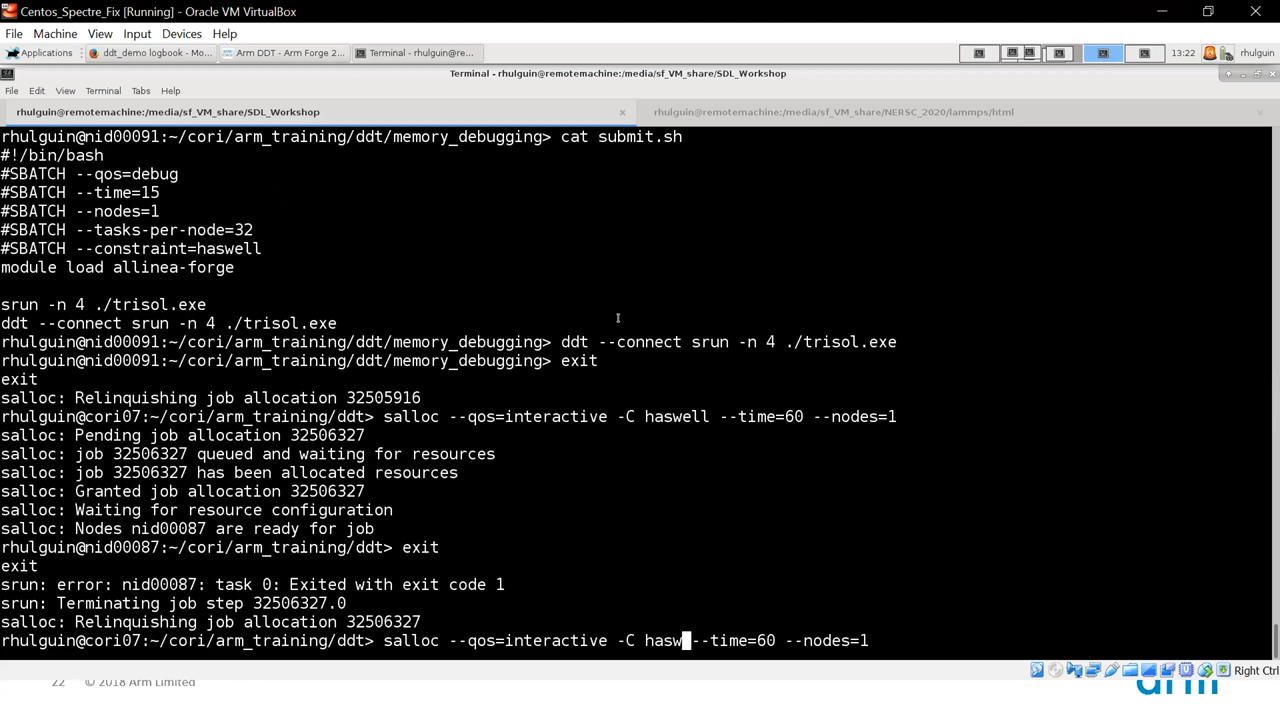 Centos_Spectre_Fix [Running] - Oracle VM VirtualBox
File Machine View Input Devices Help
Applications ddt_demo logbook - Mo... Arm DDT - Arm Forge 2... Terminal - rhulguin@re... 13:22 rhulguin
Terminal - rhulguin@remotemachine:/media/sf_VM_share/SDL_Workshop
File Edit View Terminal Tabs Help
rhulguin@remotemachine:/media/sf_VM_share/SDL_Workshop rhulguin@remotemachine:/media/sf_VM_share/NERSC_2020/lammps/html
rhulguin@nid00091:~/cori/arm_training/ddt/memory_debugging> cat submit.sh
#!/bin/bash
#SBATCH --qos=debug
#SBATCH --time=15
#SBATCH --nodes=1
#SBATCH --tasks-per-node=32
#SBATCH --constraint=haswell
module load allinea-forge
srun -n 4 ./trisol.exe
ddt --connect srun -n 4 ./trisol.exe
rhulguin@nid00091:~/cori/arm_training/ddt/memory_debugging> ddt --connect srun -n 4 ./trisol.exe
rhulguin@nid00091:~/cori/arm_training/ddt/memory_debugging> exit
exit
salloc: Relinquishing job allocation 32505916
rhulguin@cori07:~/cori/arm_training/ddt> salloc --qos=interactive -C haswell --time=60 --nodes=1
salloc: Pending job allocation 32506327
salloc: job 32506327 queued and waiting for resources
salloc: job 32506327 has been allocated resources
salloc: Granted job allocation 32506327
salloc: Waiting for resource configuration
salloc: Nodes nid00087 are ready for job
rhulguin@nid00087:~/cori/arm_training/ddt> exit
exit
srun: error: nid00087: task 0: Exited with exit code 1
srun: Terminating job step 32506327.0
salloc: Relinquishing job allocation 32506327
rhulguin@cori07:~/cori/arm_training/ddt> salloc --qos=interactive -C hasw --time=60 --nodes=1
Right Ctrl
22 © 2018 Arm Limited arm